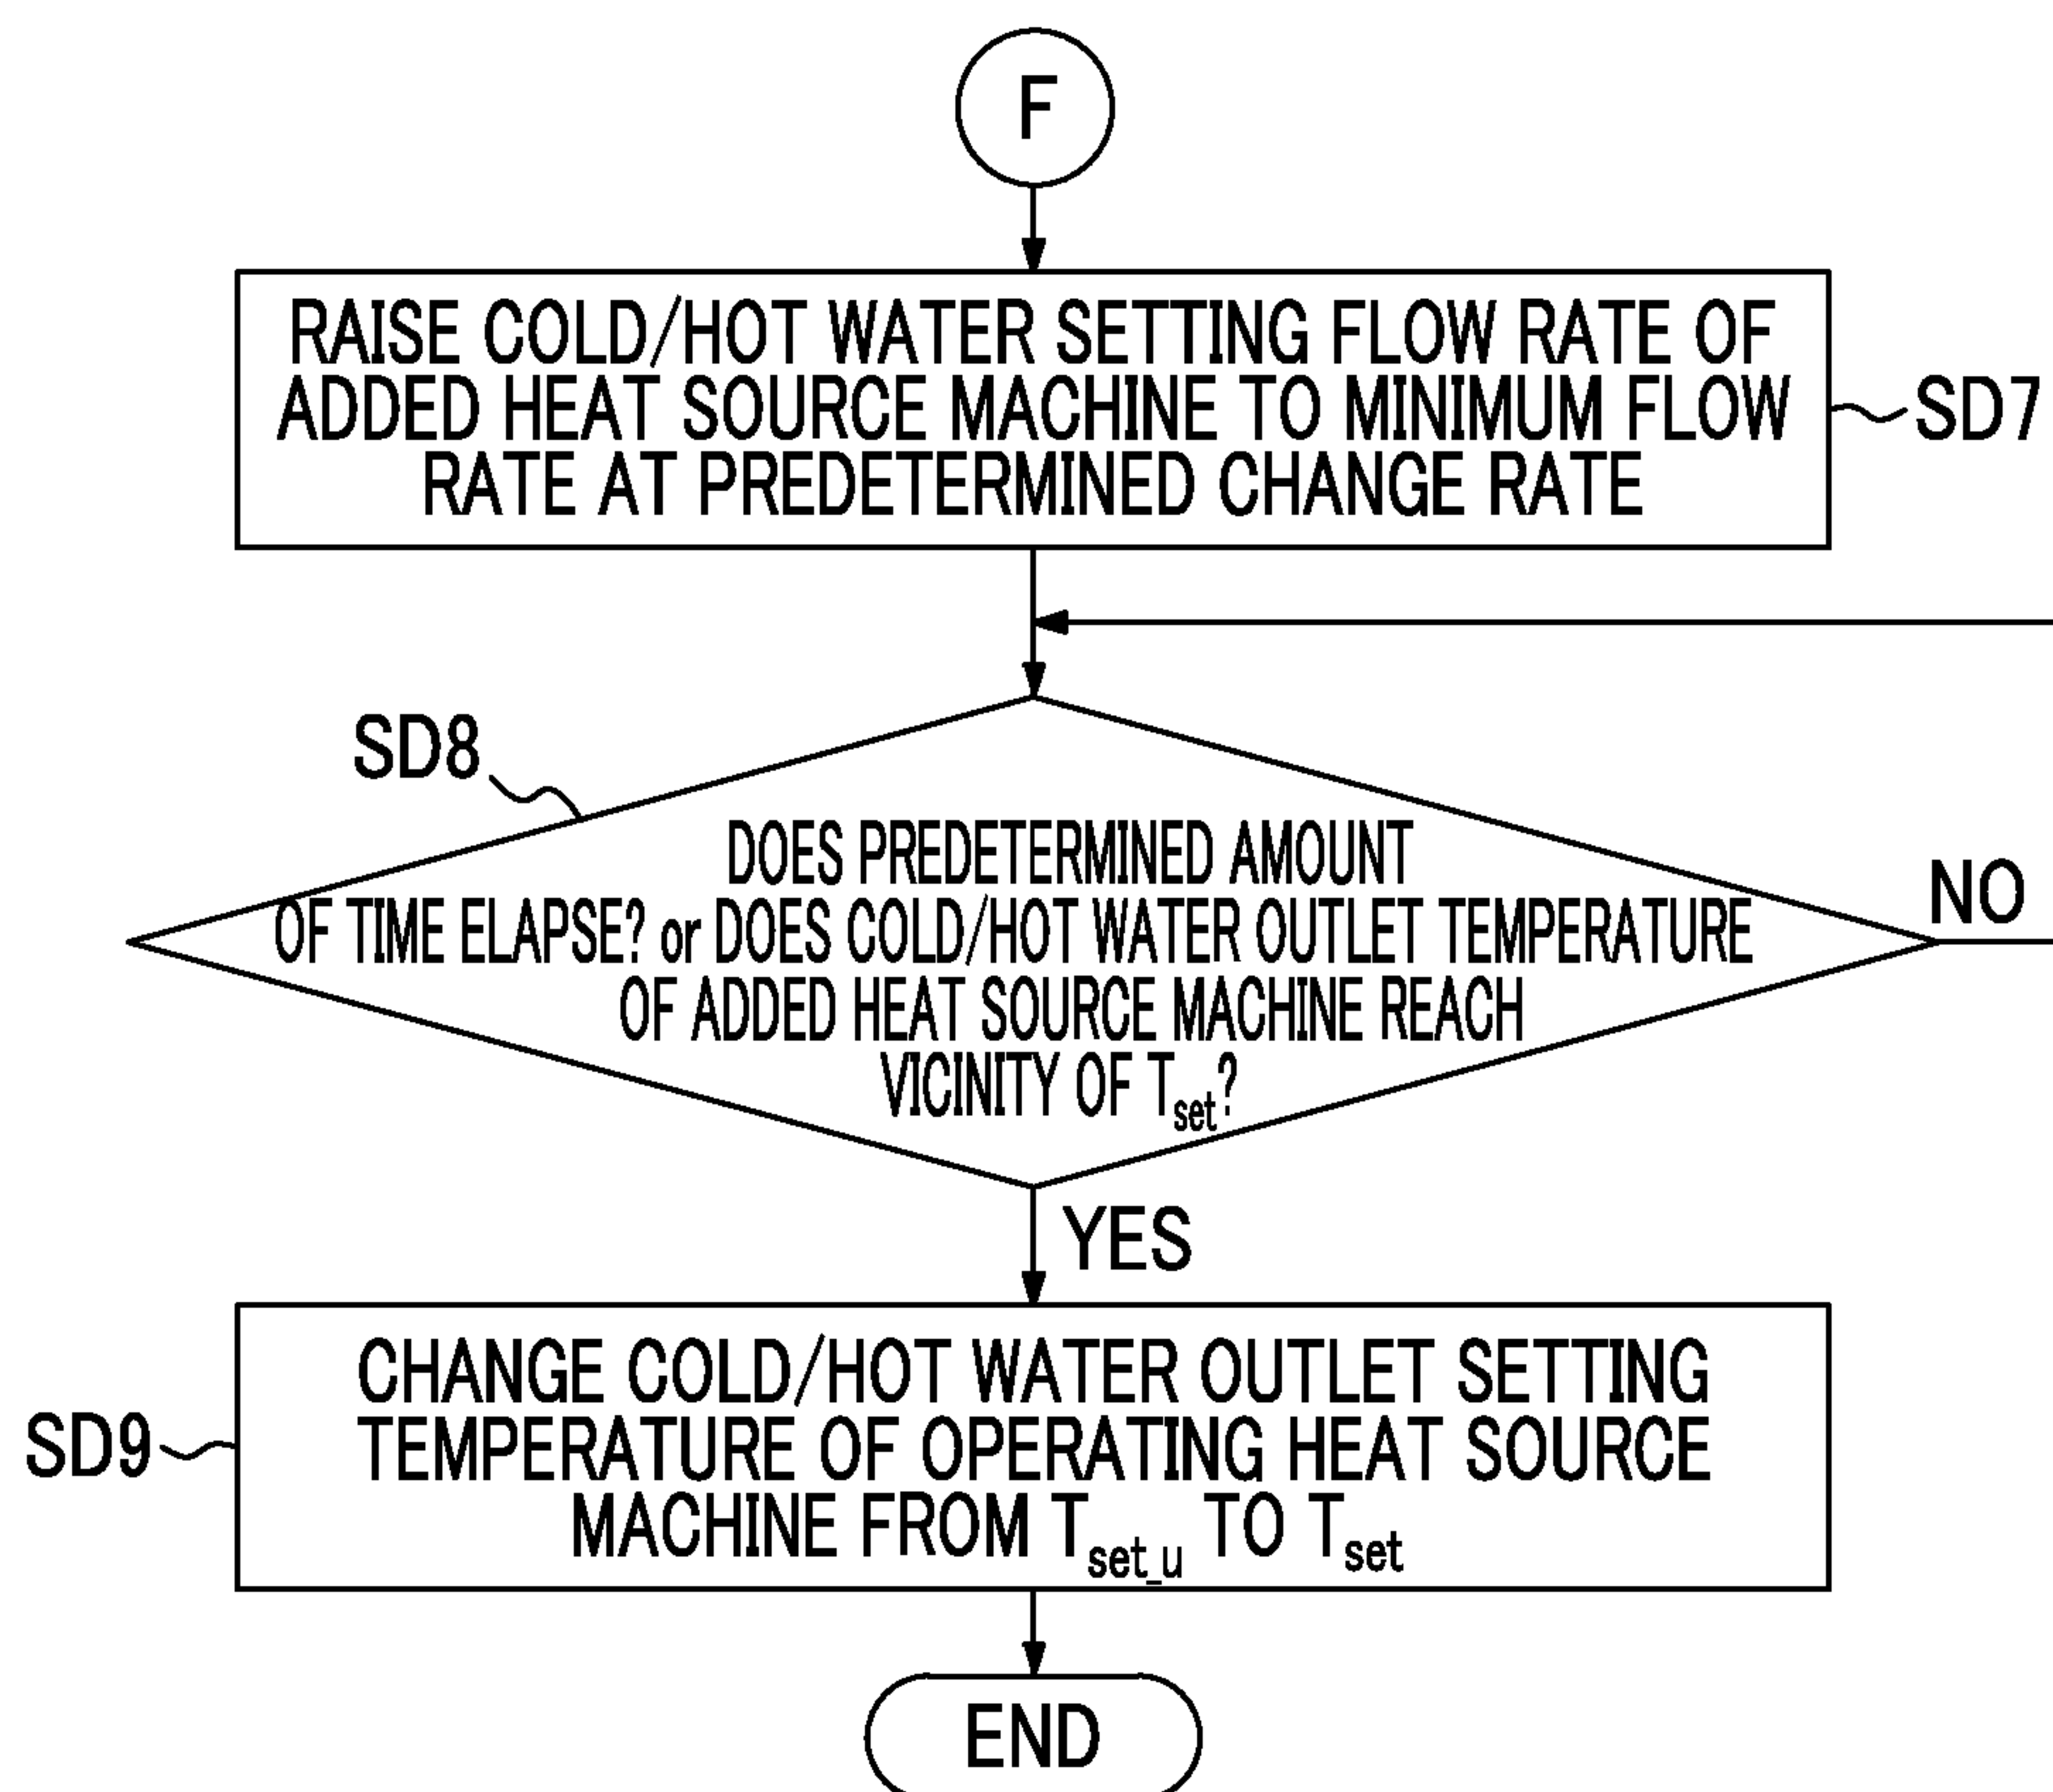 F
RAISE COLD/HOT WATER SETTING FLOW RATE OF
ADDED HEAT SOURCE MACHINE TO MINIMUM FLOW
RATE AT PREDETERMINED CHANGE RATE
SD7
SD8
DOES PREDETERMINED AMOUNT
OF TIME ELAPSE? or DOES COLD/HOT WATER OUTLET TEMPERATURE
OF ADDED HEAT SOURCE MACHINE REACH
VICINITY OF Tset?
NO
YES
CHANGE COLD/HOT WATER OUTLET SETTING
TEMPERATURE OF OPERATING HEAT SOURCE
MACHINE FROM Tset_u TO Tset
SD9
END